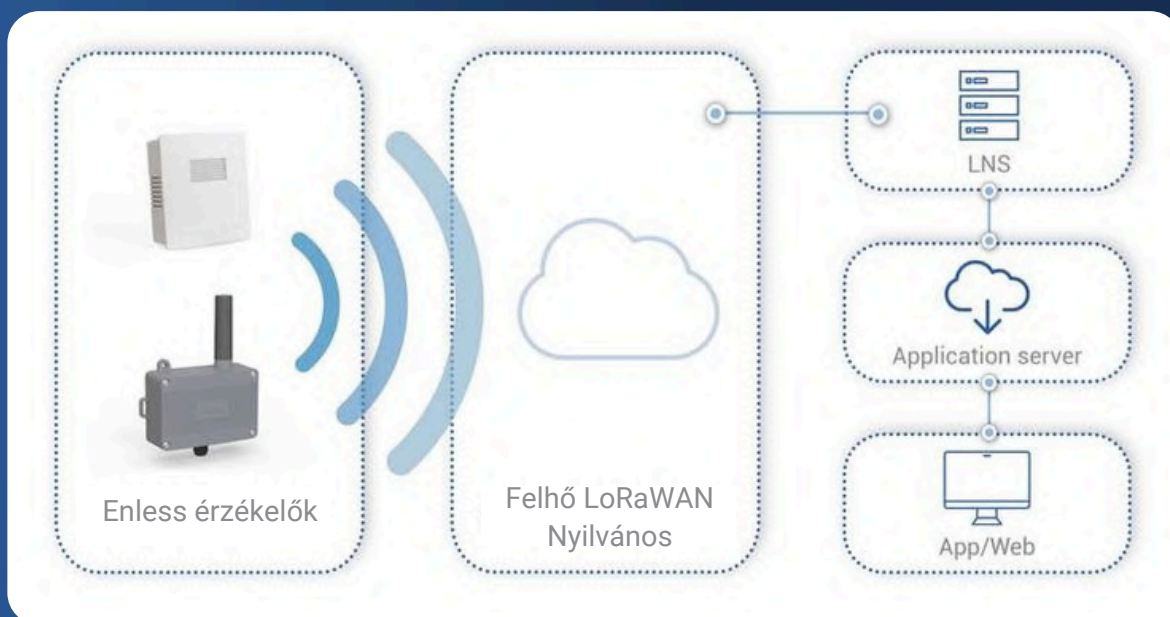 Enless érzékelők
Felhő LoRaWAN
Nyilvános
LNS
Application server
App/Web